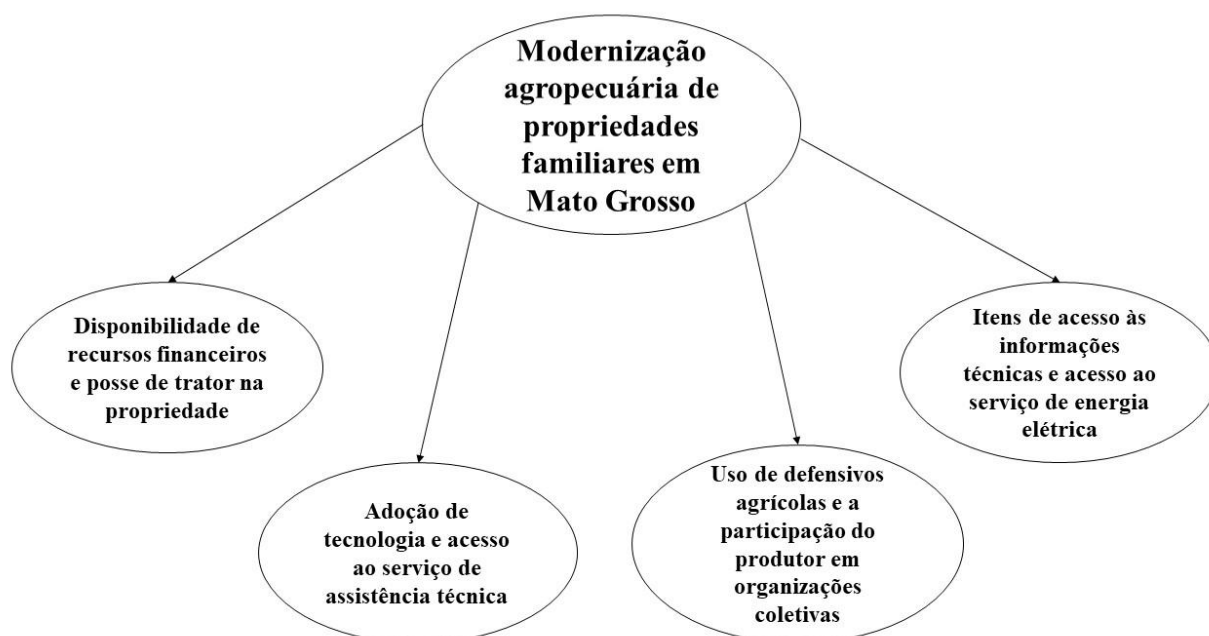 Modernização
agropecuária de
propriedades
familiares em
Mato Grosso
Disponibilidade de
recursos financeiros
e posse de trator na
propriedade
Adoção de
tecnologia e acesso
ao serviço de
assistência técnica
Uso de defensivos
agrícolas e a
participação do
produtor em
organizações
coletivas
Itens de acesso às
informações
técnicas e acesso ao
serviço de energia
elétrica